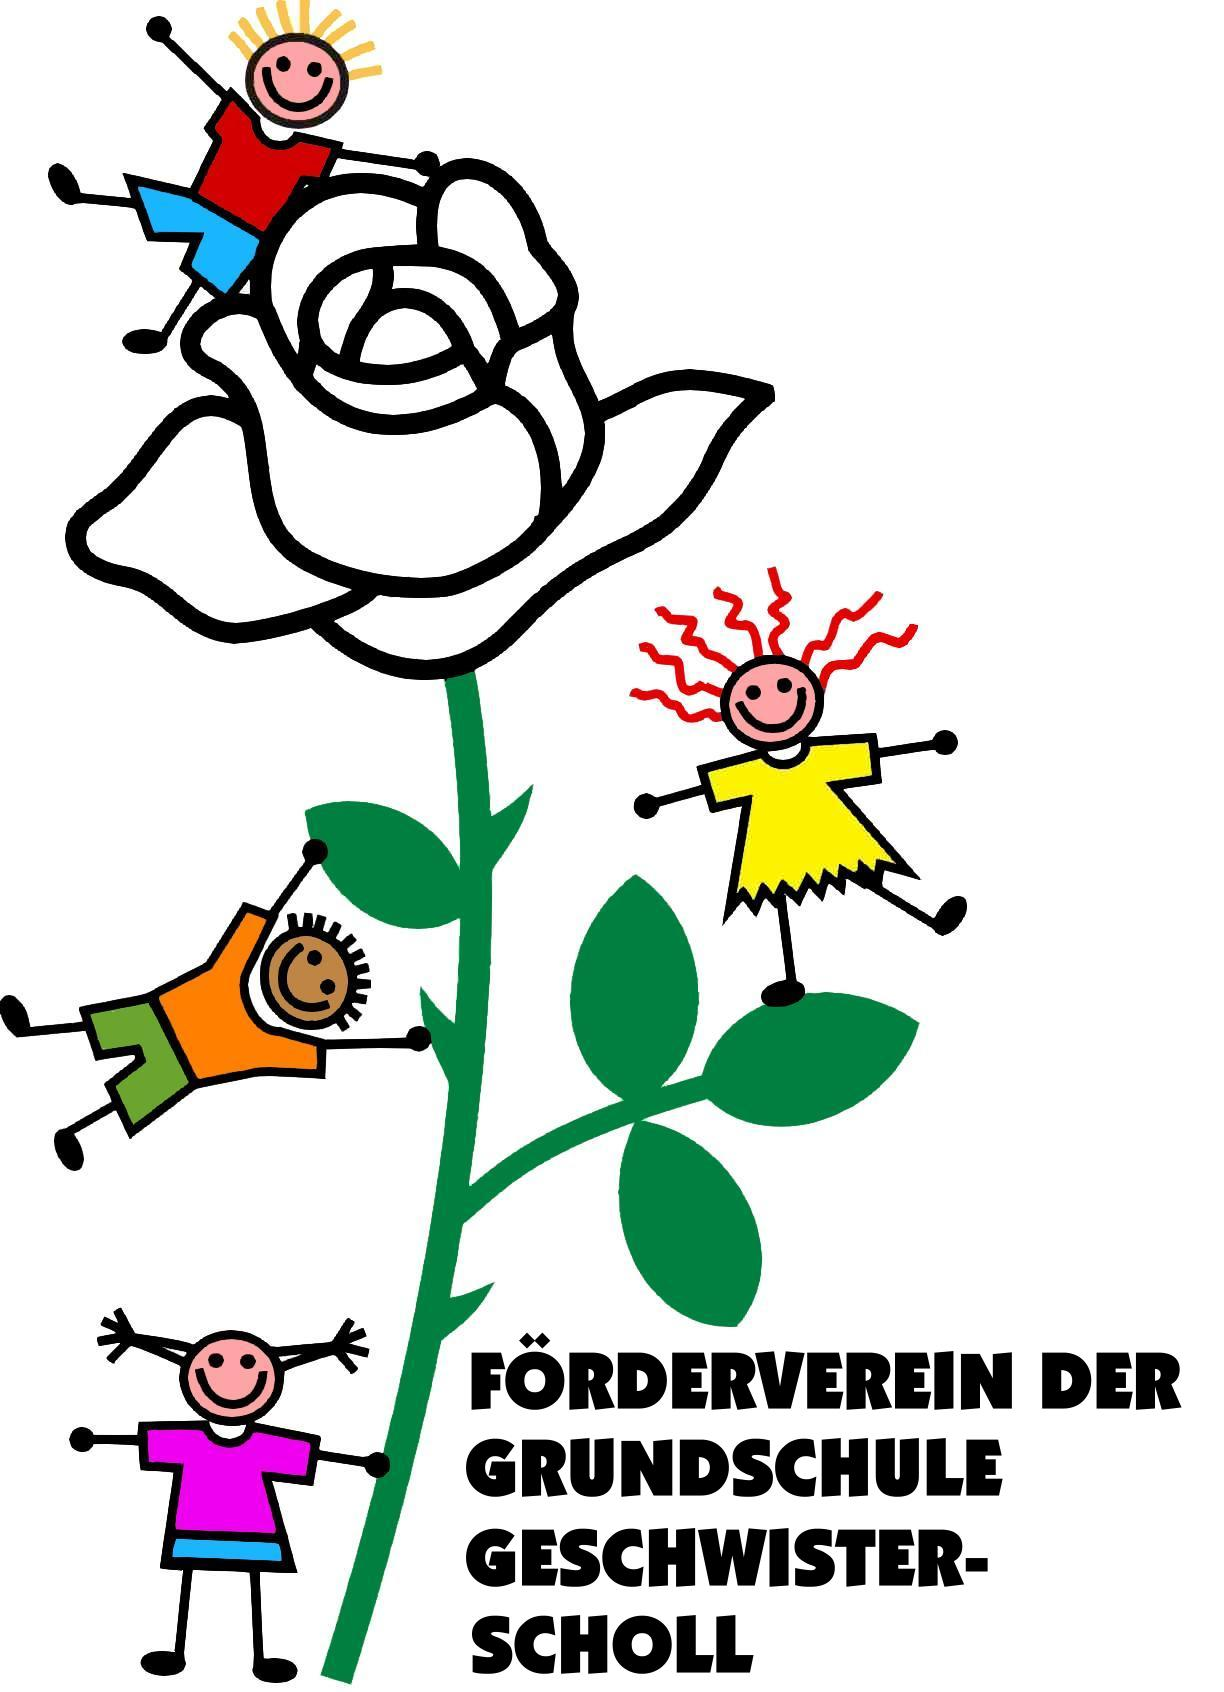 FÖRDERVEREIN DER
GRUNDSCHULE
GESCHWISTER-
SCHOLL